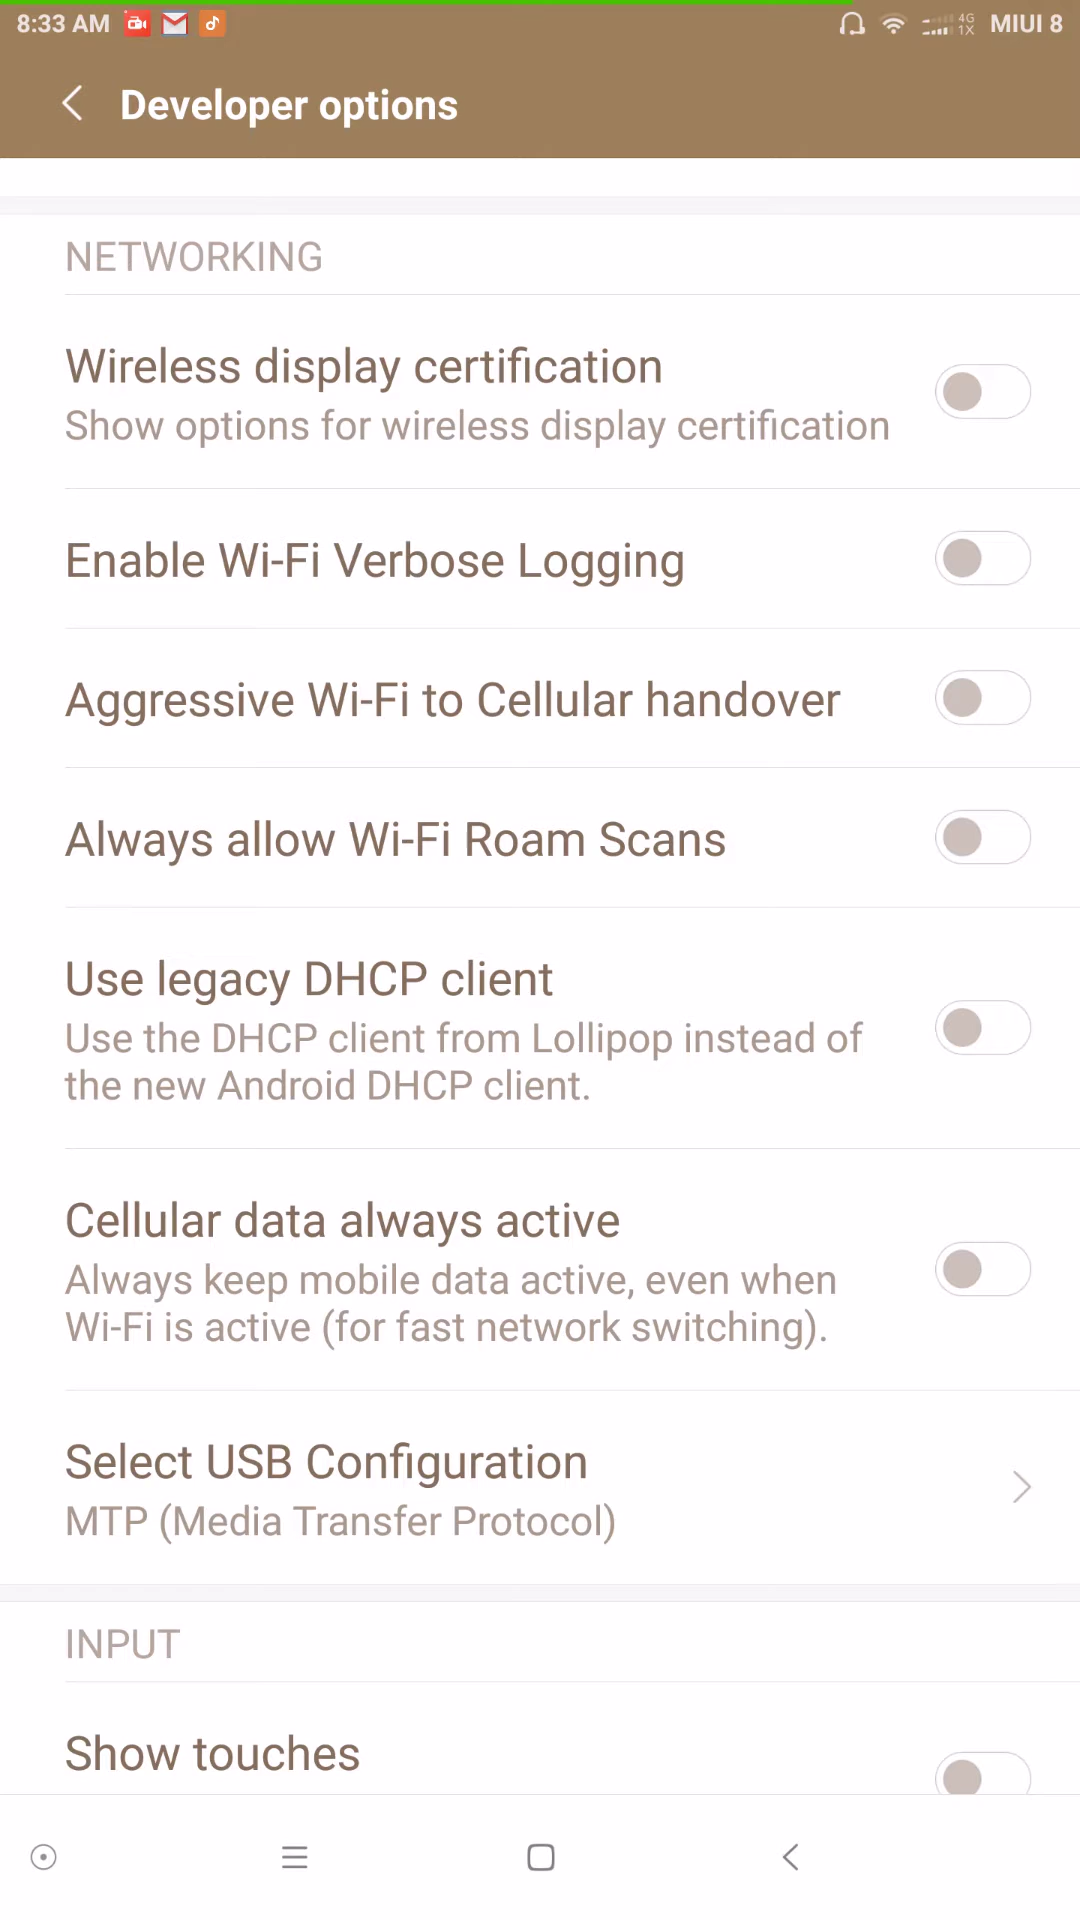 8:33 AM
4G
1X
MIUI 8
Developer options
NETWORKING
Wireless display certification
Show options for wireless display certification
Enable Wi-Fi Verbose Logging
Aggressive Wi-Fi to Cellular handover
Always allow Wi-Fi Roam Scans
Use legacy DHCP client
Use the DHCP client from Lollipop instead of
the new Android DHCP client.
Cellular data always active
Always keep mobile data active, even when
Wi-Fi is active (for fast network switching).
Select USB Configuration
MTP (Media Transfer Protocol)
INPUT
Show touches